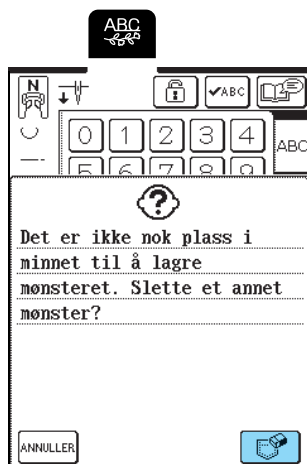 ABC
N
ABC
0 1 2 3 4
ABC
5 6 7 8 9
Det er ikke nok plass i
minnet til å lagre
mønsteret. Slette et annet
mønster?
ANNULLER